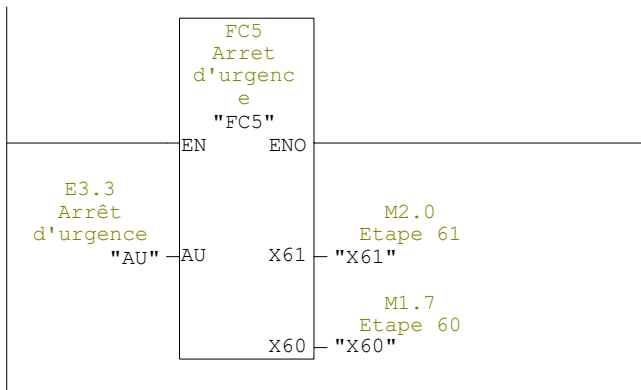 FC5
Arret
d'urgenc
e
"FC5"
EN ENO
E3.3
Arrêt
d'urgence
"AU" AU
M2.0
Etape 61
X61 "X61"
M1.7
Etape 60
X60 "X60"